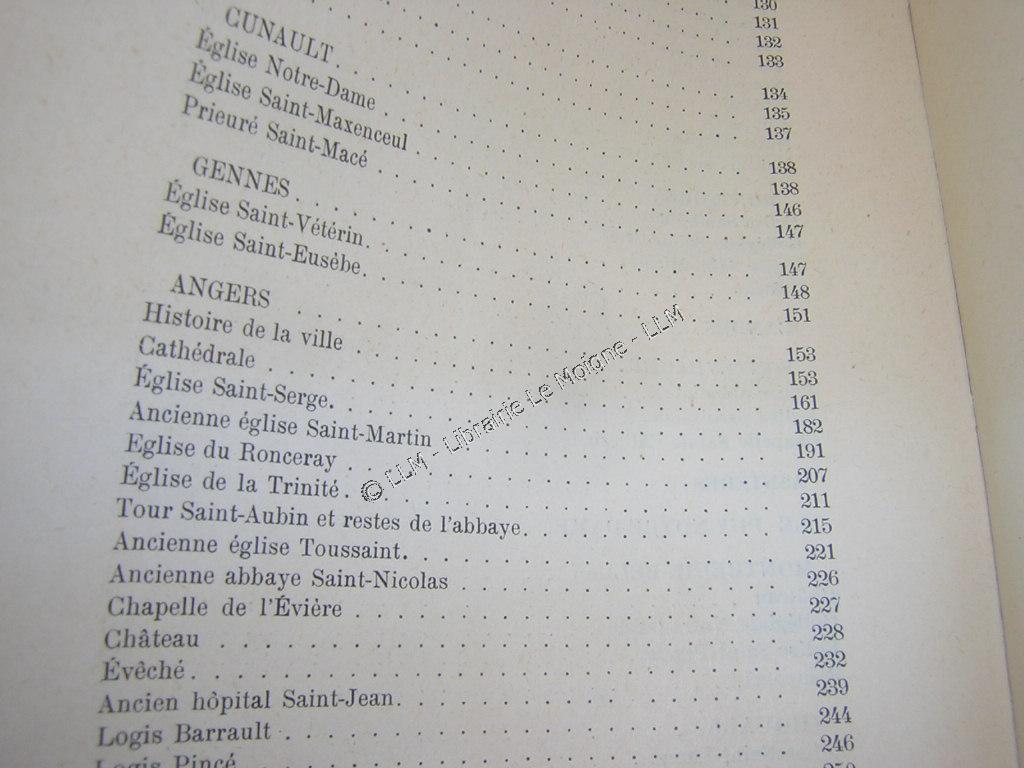 130
131
132
133
134
135
137
CUNAULT. . . . 138
Église Notre-Dame . . . . 138
Église Saint-Maxenceul . . . . 146
Prieuré Saint-Macé . . . . 147
GENNES . . . . 147
Église Saint-Vétérin. . . . 148
Église Saint-Eusèbe. . . . 151
ANGERS . . . . 153
Histoire de la ville . . . . 153
Cathédrale . . . . 161
Église Saint-Serge. . . . 182
Ancienne église Saint-Martin . . . . 191
Eglise du Ronceray . . . . 207
Église de la Trinité. . . . 211
Tour Saint-Aubin et restes de l'abbaye. . . . 215
Ancienne église Toussaint. . . . 221
Ancienne abbaye Saint-Nicolas . . . . 226
Chapelle de l'Évière . . . . 227
Château . . . . 228
Évêché . . . . 232
Ancien hôpital Saint-Jean. . . . 239
Logis Barrault . . . . 244
Logis Pincé . . . . 246
© LLM - Librairie Le Moigne - LLM